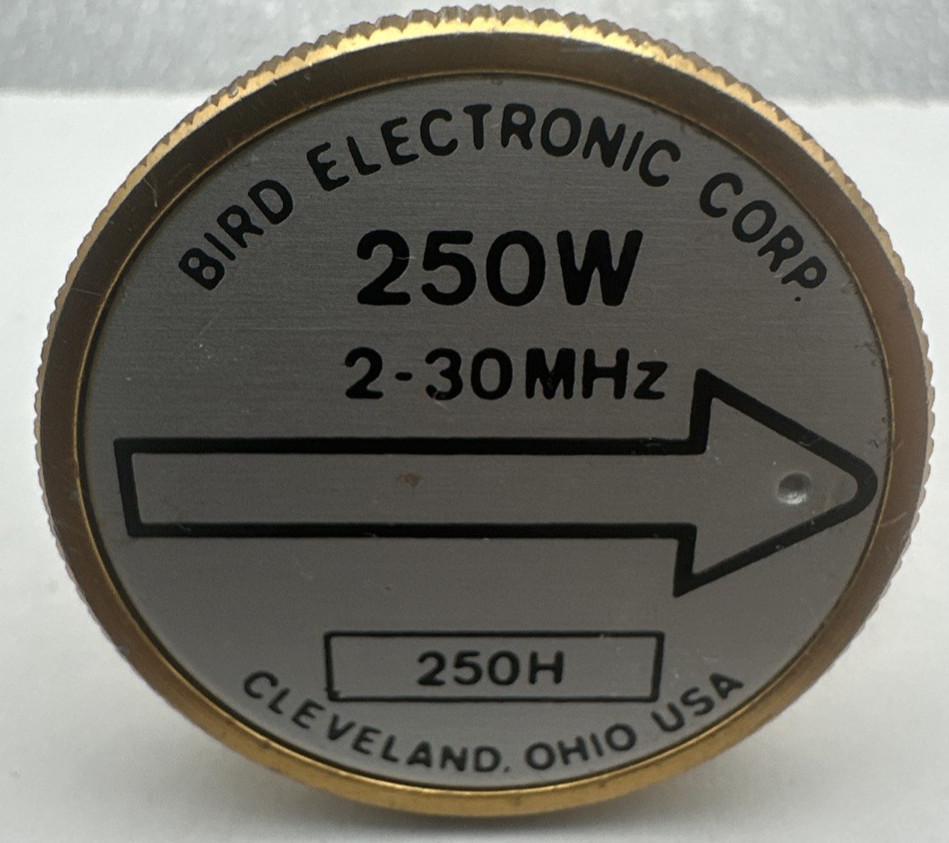 BIRD ELECTRONIC CORP.
250W
2-30MHz
250H
CLEVELAND, OHIO USA